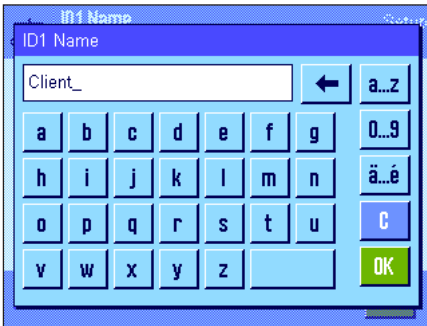 ID1 Name
ID1 Name
Client_
a...z
a b c d e f g
0...9
h i j k l m n
ä...é
o p q r s t u
C
v w x y z
OK